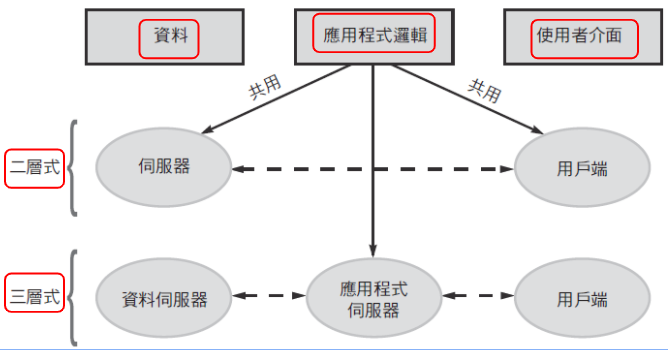 資料
應用程式邏輯
使用者介面
共用
共用
二層式
伺服器
用戶端
三層式
資料伺服器
應用程式
伺服器
用戶端